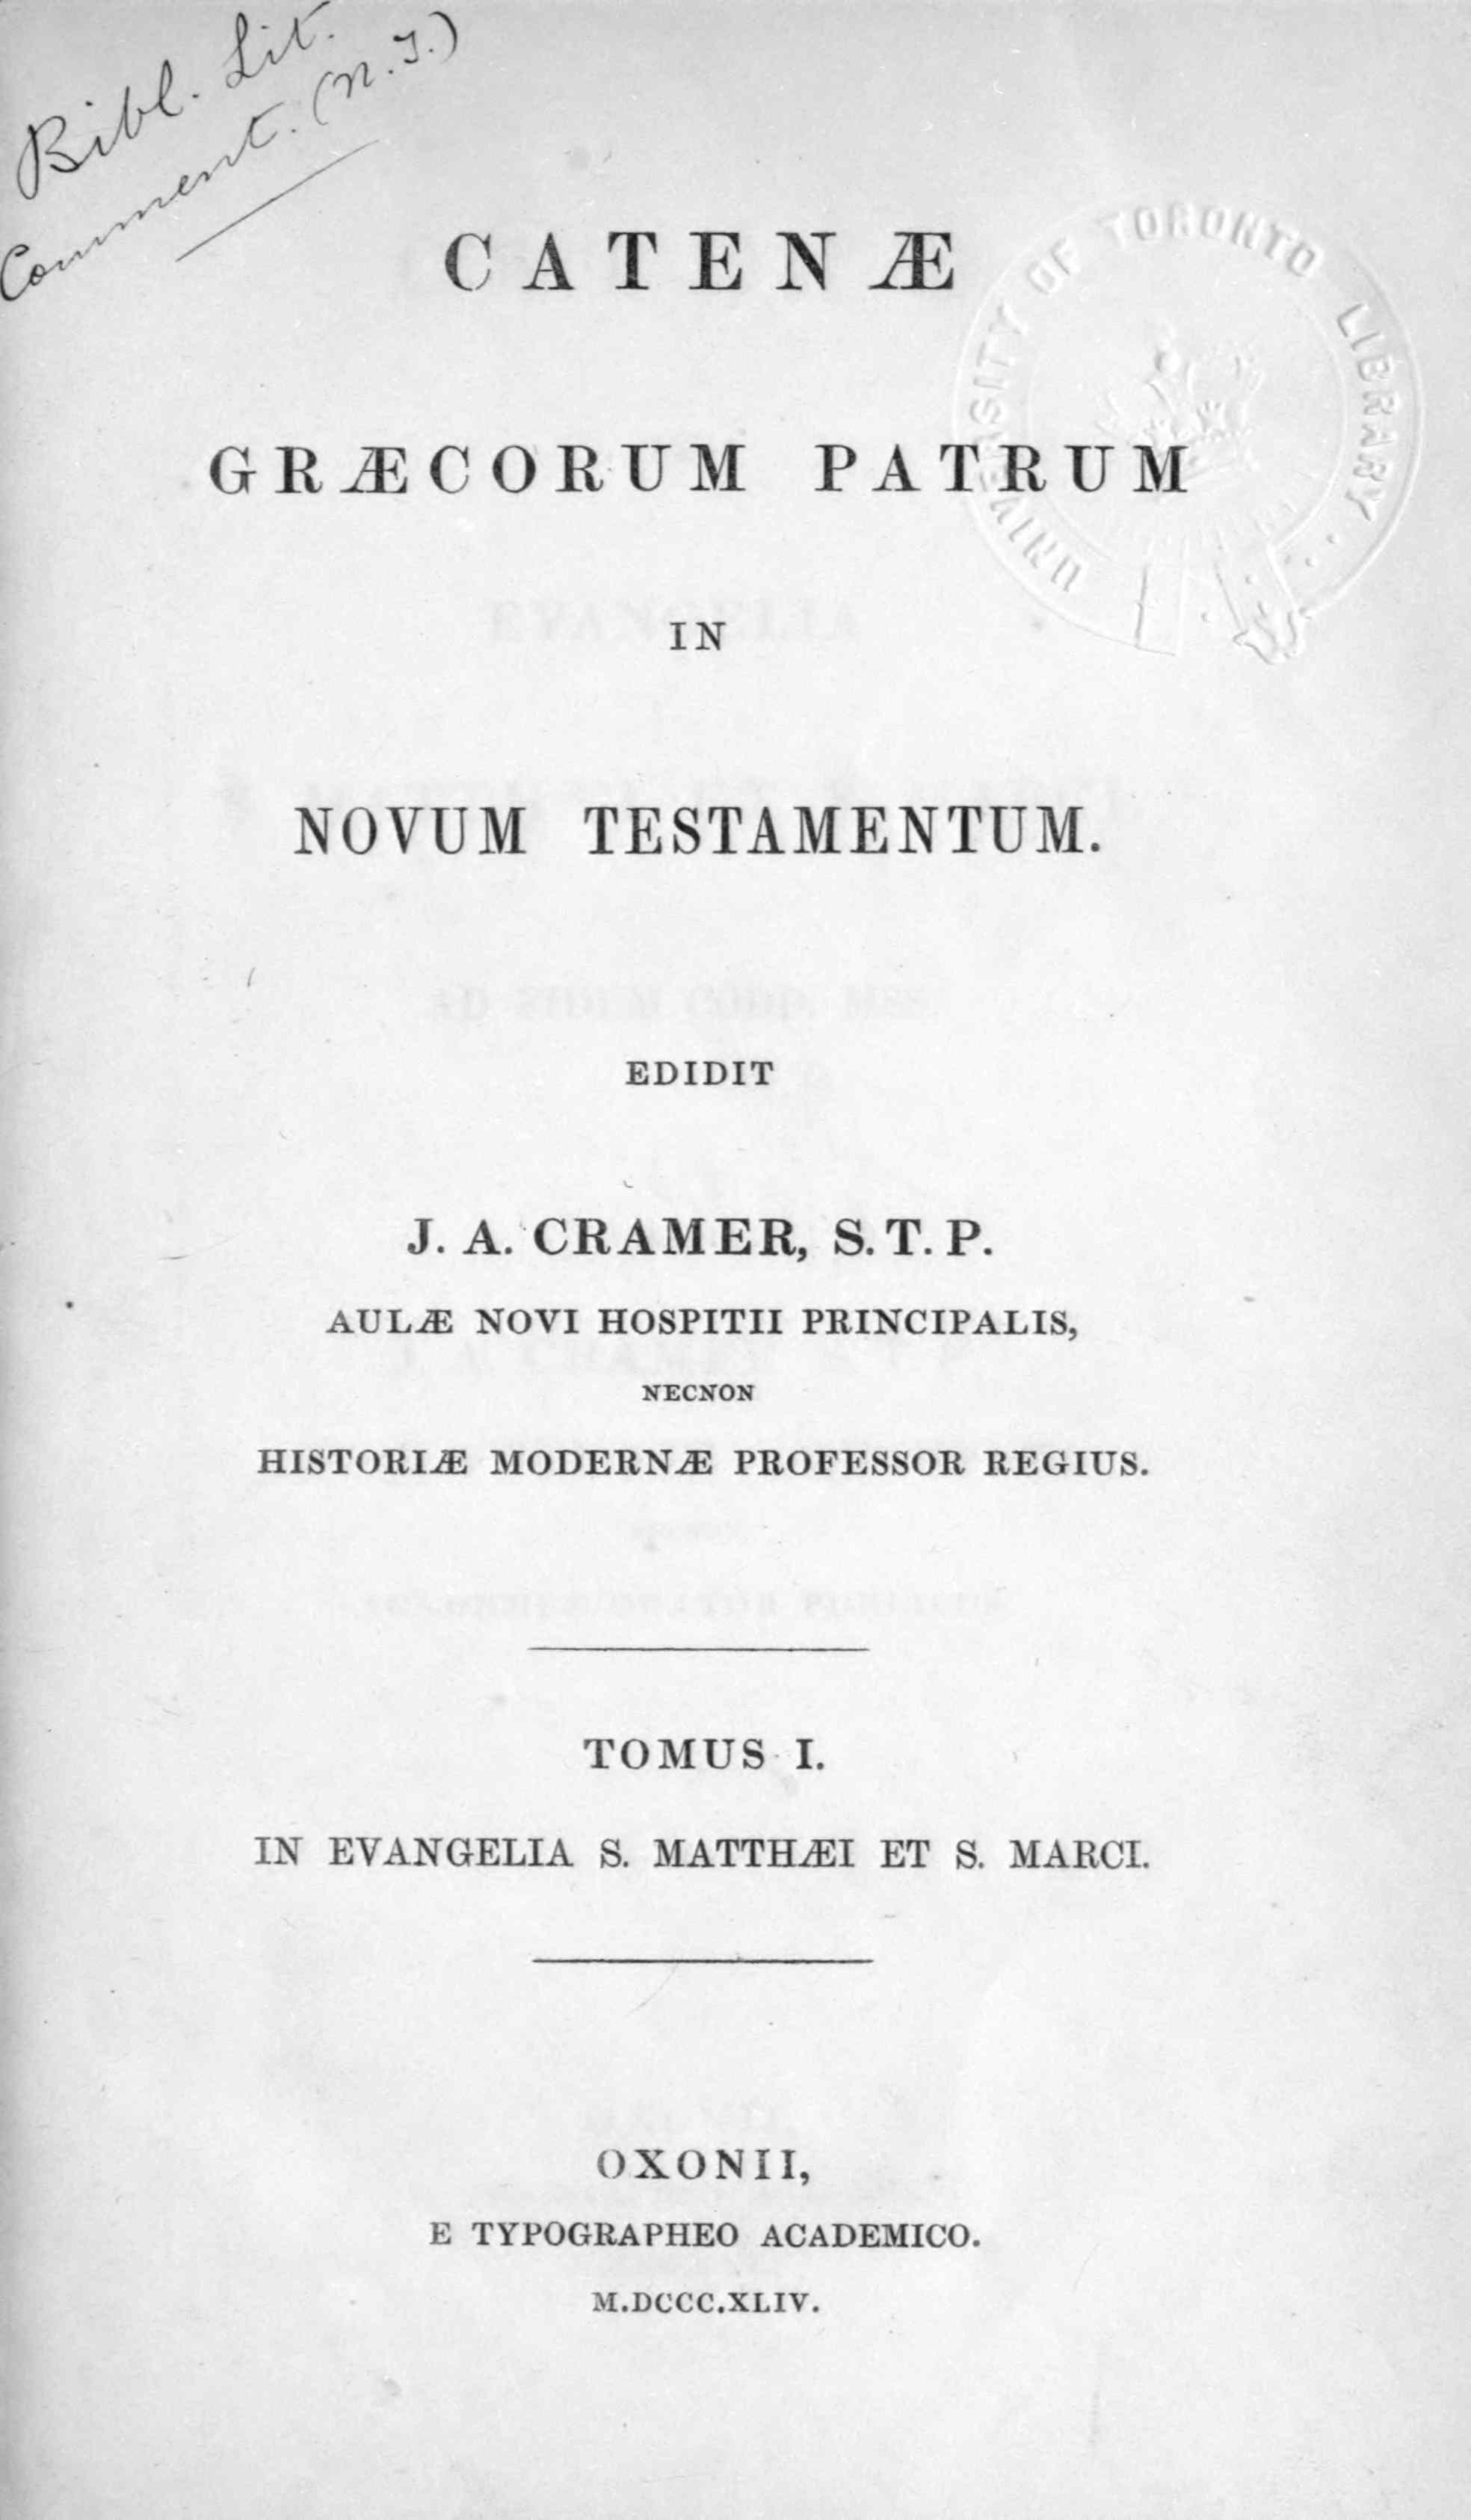 Bibl. Lit.
Comment. (N.T.)
UNIVERSITY OF TORONTO LIBRARY
CATENÆ
GRÆCORUM PATRUM
IN
NOVUM TESTAMENTUM.
EDIDIT
J. A. CRAMER, S.T.P.
AULÆ NOVI HOSPITII PRINCIPALIS,
NECNON
HISTORIÆ MODERNÆ PROFESSOR REGIUS.
TOMUS I.
IN EVANGELIA S. MATTHÆI ET S. MARCI.
OXONII,
E TYPOGRAPHEO ACADEMICO.
M.DCCC.XLIV.